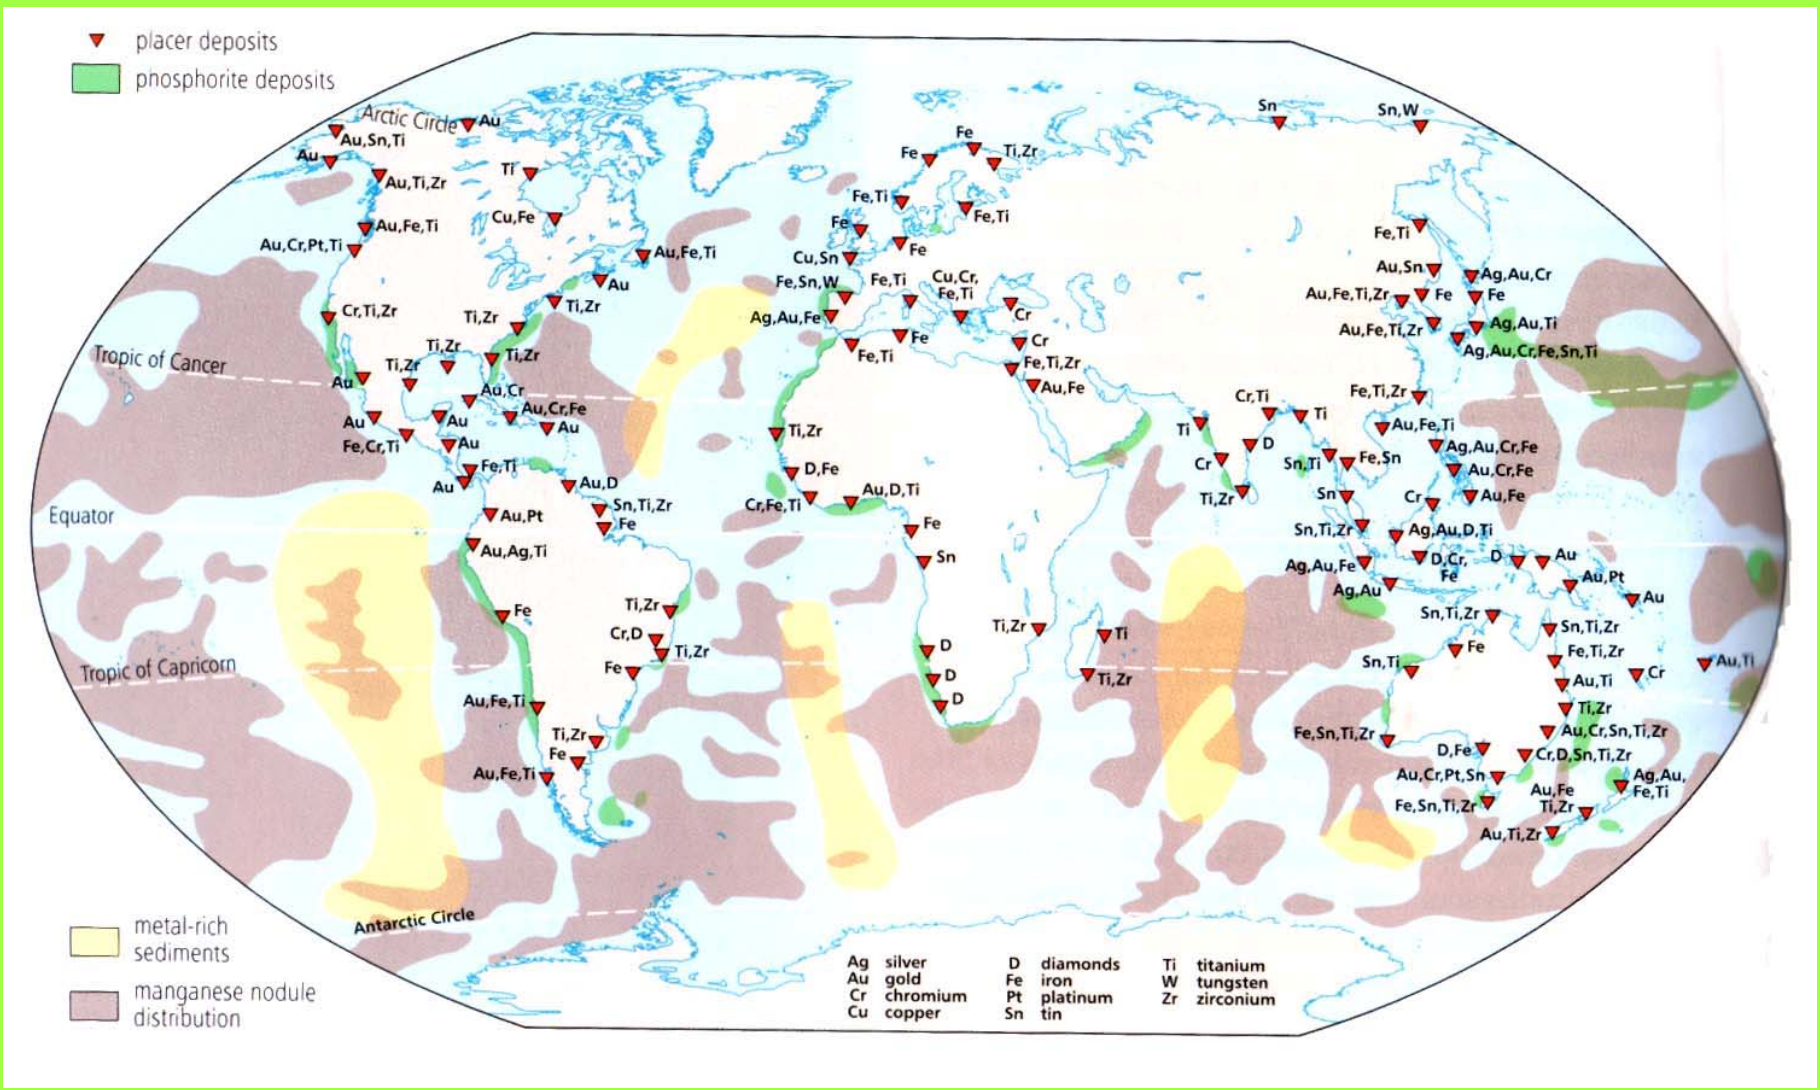 placer deposits
phosphorite deposits
Arctic Circle
Au
Au,Sn,Ti
Au
Au,Ti,Zr
Ti
Cu,Fe
Au,Fe,Ti
Au,Cr,Pt,Ti
Au,Fe,Ti
Au
Ti,Zr
Cr,Ti,Zr
Ti,Zr
Ti,Zr
Ti,Zr
Ti,Zr
Tropic of Cancer
Au
Au,Cr
Au,Cr,Fe
Au
Au
Au
Fe,Cr,Ti
Au
Fe,Ti
Au
Au,D
Sn,Ti,Zr
Fe
Equator
Au,Pt
Au,Ag,Ti
Fe
Ti,Zr
Cr,D
Ti,Zr
Fe
Tropic of Capricorn
Au,Fe,Ti
Ti,Zr
Fe
Au,Fe,Ti
Sn
Sn,W
Fe
Fe
Ti,Zr
Fe,Ti
Fe,Ti
Fe
Fe
Cu,Sn
Fe,Sn,W
Fe,Ti
Cu,Cr,
Fe,Ti
Cr
Ag,Au,Fe
Fe
Fe,Ti
Cr
Fe,Ti,Zr
Au,Fe
Ti,Zr
D,Fe
Cr,Fe,Ti
Au,D,Ti
Fe
Sn
Ti,Zr
Ti
Ti,Zr
D
D
D
Fe,Ti
Au,Sn
Ag,Au,Cr
Au,Fe,Ti,Zr
Fe
Fe
Au,Fe,Ti,Zr
Ag,Au,Ti
Ag,Au,Cr,Fe,Sn,Ti
Cr,Ti
Ti
Fe,Ti,Zr
Ti
D
Au,Fe,Ti
Cr
Sn,Ti
Fe,Sn
Ag,Au,Cr,Fe
Au,Cr,Fe
Ti,Zr
Sn
Cr
Au,Fe
Sn,Ti,Zr
Ag,Au,D,Ti
Ag,Au,Fe
D,Cr,
Fe
D
Au
Ag,Au
Au,Pt
Au
Sn,Ti,Zr
Sn,Ti,Zr
Fe
Fe,Ti,Zr
Sn,Ti
Cr
Au,Ti
Au,Ti
Ti,Zr
Fe,Sn,Ti,Zr
Au,Cr,Sn,Ti,Zr
D,Fe
Cr,D,Sn,Ti,Zr
Au,Cr,Pt,Sn
Ag,Au,
Fe,Ti
Fe,Sn,Ti,Zr
Au,Fe
Ti,Zr
Au,Ti,Zr
Antarctic Circle
metal-rich
sediments
manganese nodule
distribution
Ag silver
Au gold
Cr chromium
Cu copper
D diamonds
Fe iron
Pt platinum
Sn tin
Ti titanium
W tungsten
Zr zirconium